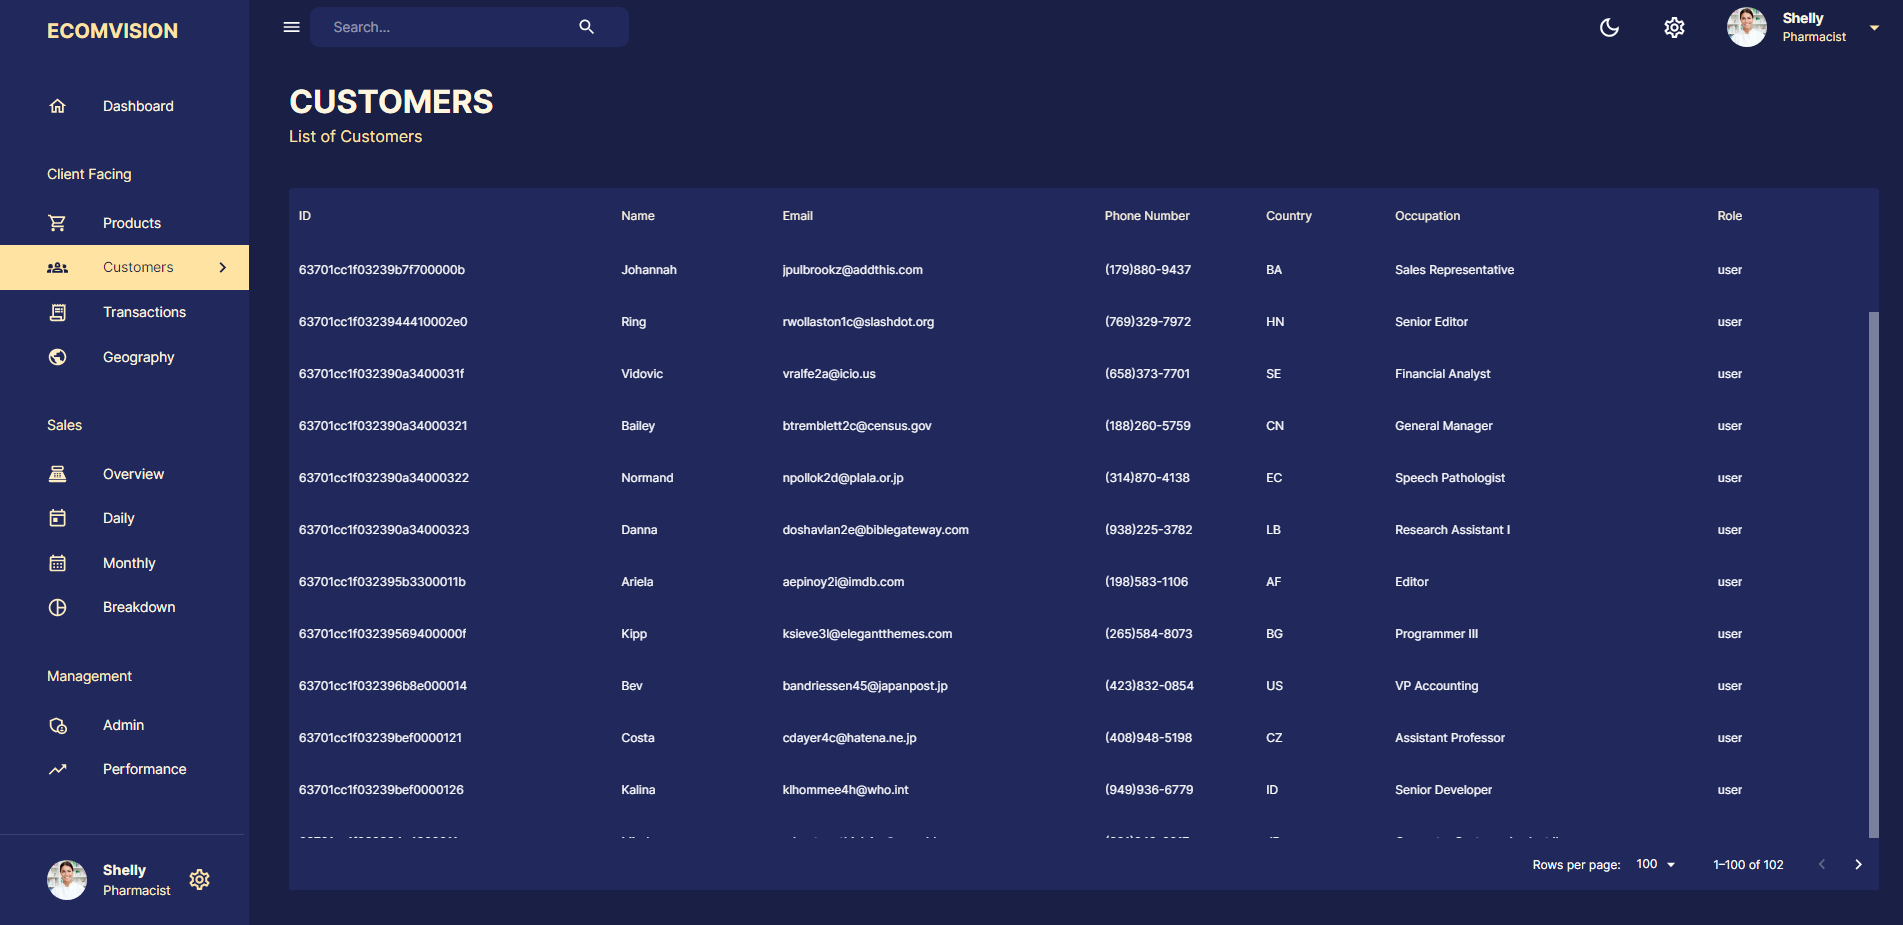 ECOMVISION
Dashboard
Client Facing
Products
Customers
Transactions
Geography
Sales
Overview
Daily
Monthly
Breakdown
Management
Admin
Performance
Shelly
Pharmacist
Search...
Shelly
Pharmacist
CUSTOMERS
List of Customers
ID Name Email Phone Number Country Occupation Role
63701cc1f03239b7f700000b Johannah jpulbrookz@addthis.com (179)880-9437 BA Sales Representative user
63701cc1f0323944410002e0 Ring rwollaston1c@slashdot.org (769)329-7972 HN Senior Editor user
63701cc1f032390a3400031f Vidovic vralfe2a@icio.us (658)373-7701 SE Financial Analyst user
63701cc1f032390a34000321 Bailey btremblett2c@census.gov (188)260-5759 CN General Manager user
63701cc1f032390a34000322 Normand npollok2d@plala.or.jp (314)870-4138 EC Speech Pathologist user
63701cc1f032390a34000323 Danna doshavlan2e@biblegateway.com (938)225-3782 LB Research Assistant I user
63701cc1f032395b3300011b Ariela aepinoy2i@imdb.com (198)583-1106 AF Editor user
63701cc1f03239569400000f Kipp ksieve3l@elegantthemes.com (265)584-8073 BG Programmer III user
63701cc1f032396b8e000014 Bev bandriessen45@japanpost.jp (423)832-0854 US VP Accounting user
63701cc1f03239bef0000121 Costa cdayer4c@hatena.ne.jp (408)948-5198 CZ Assistant Professor user
63701cc1f03239bef0000126 Kalina klhommee4h@who.int (949)936-6779 ID Senior Developer user
Rows per page: 100 1–100 of 102